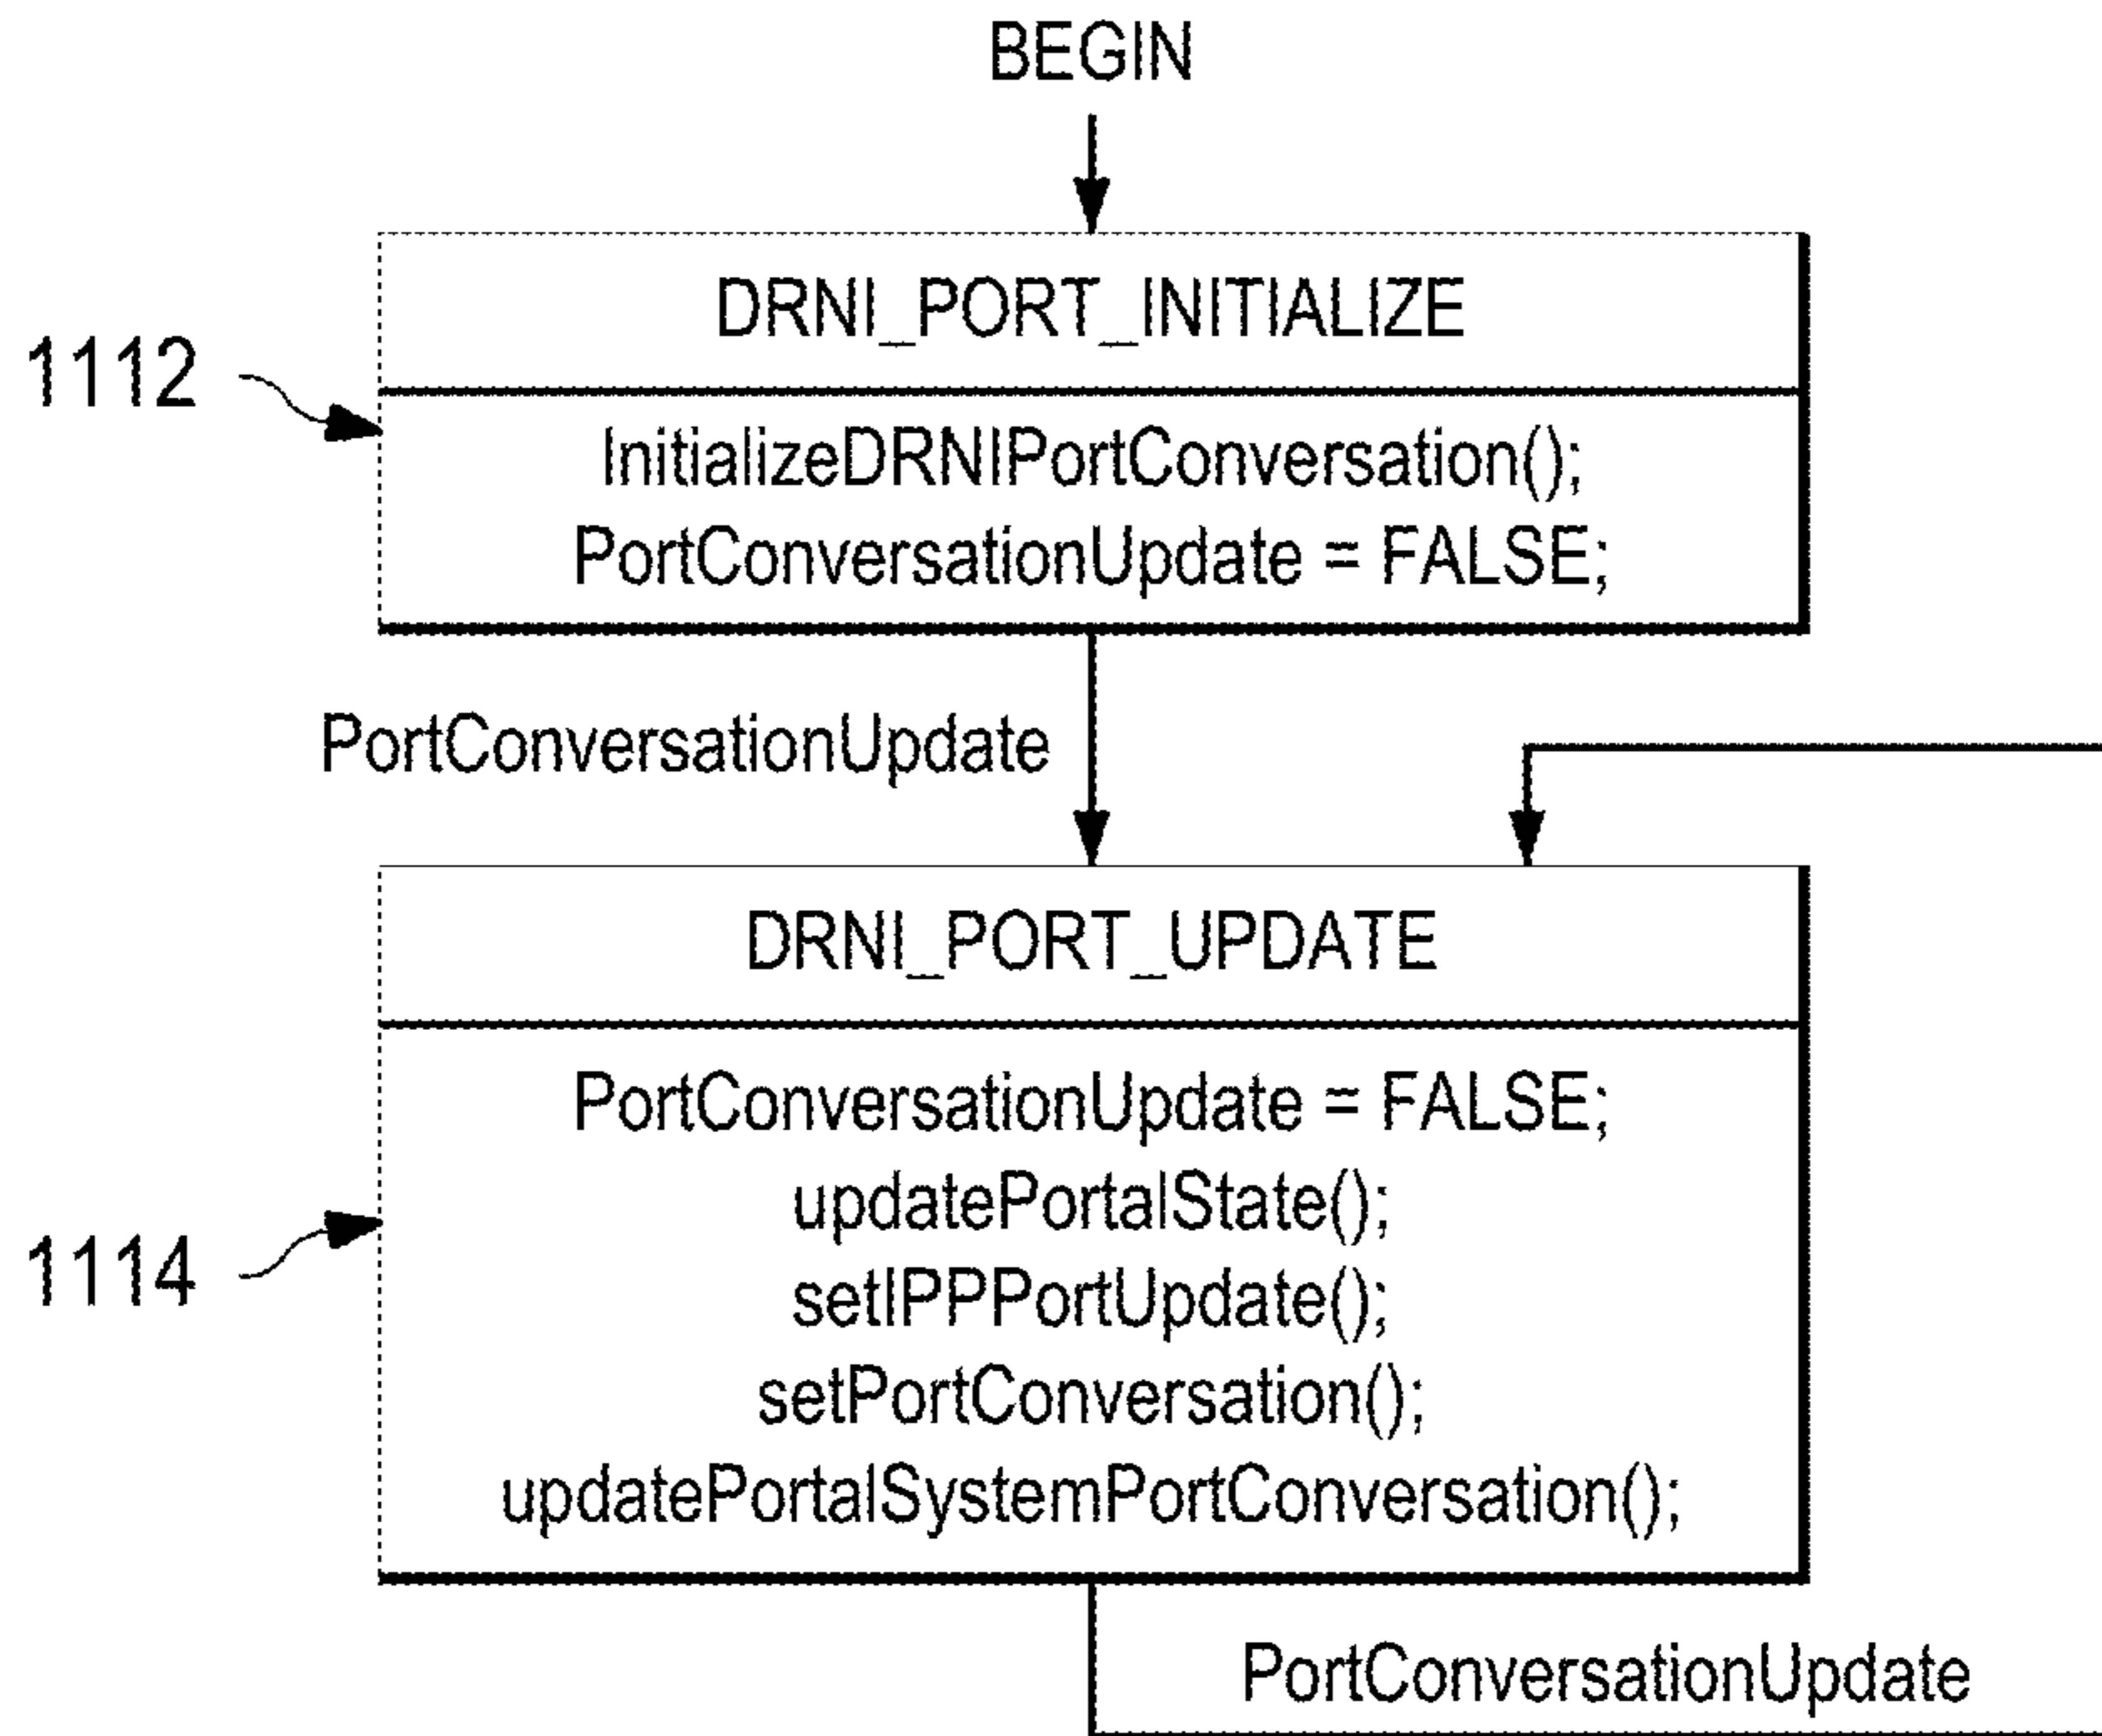 BEGIN
DRNI_PORT_INITIALIZE
1112
InitializeDRNIPortConversation();
PortConversationUpdate = FALSE;
PortConversationUpdate
DRNI_PORT_UPDATE
PortConversationUpdate = FALSE;
updatePortalState();
1114
setIPPPortUpdate();
setPortConversation();
updatePortalSystemPortConversation();
PortConversationUpdate